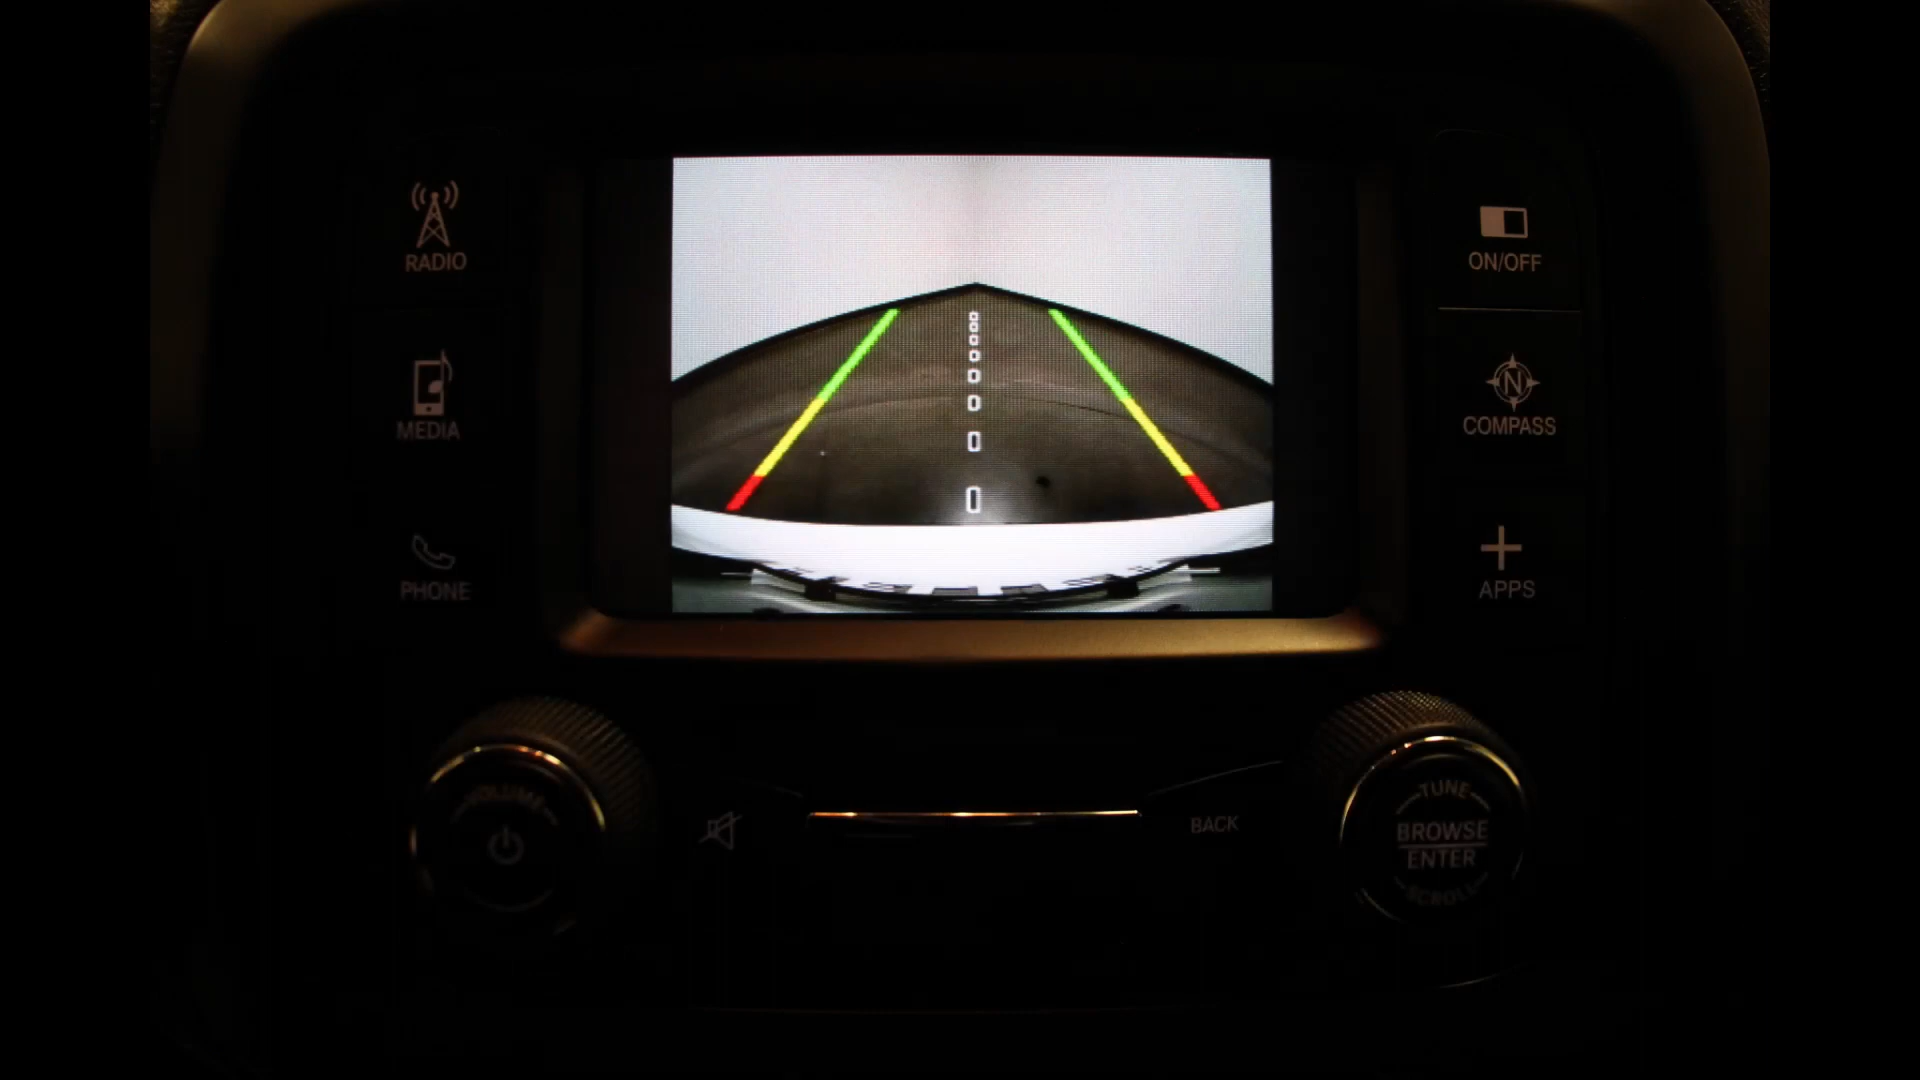 RADIO
MEDIA
PHONE
ON/OFF
N
COMPASS
APPS
VOLUME
BACK
TUNE
BROWSE
ENTER
SCROLL